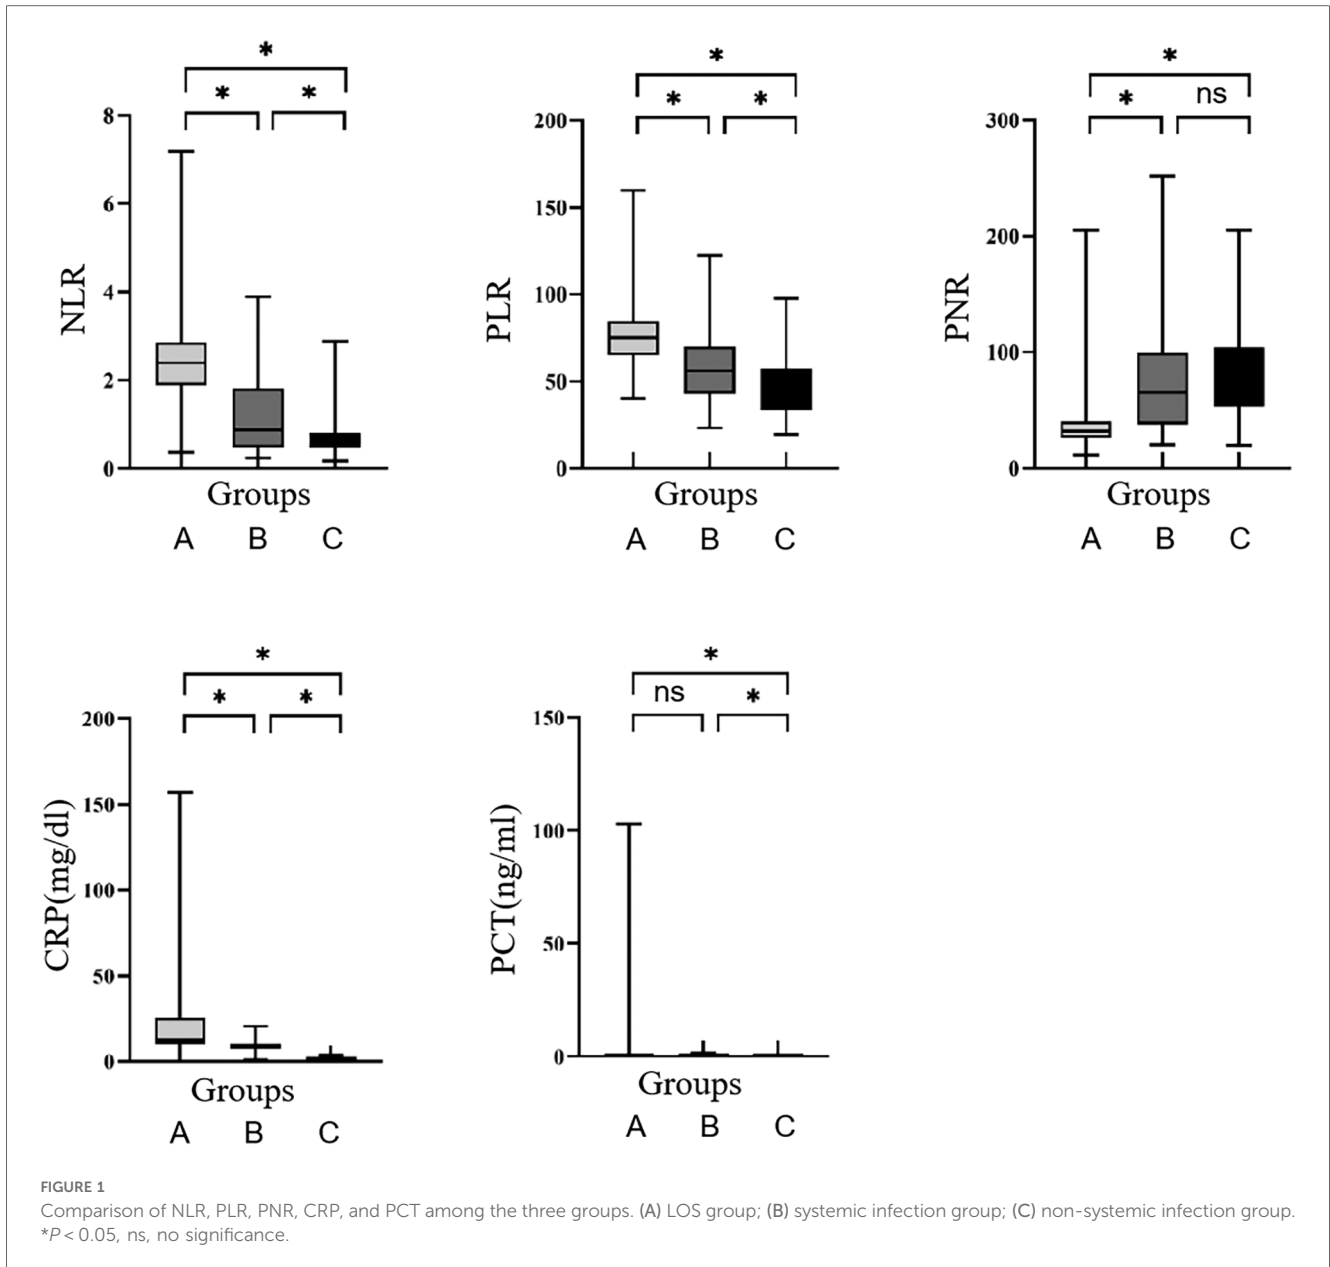 *
* *
8
6
4
2
0
NLR
Groups
A B C
*
* *
200
150
100
50
0
PLR
Groups
A B C
*
* ns
300
200
100
0
PNR
Groups
A B C
*
* *
200
150
100
50
0
CRP(mg/dl)
Groups
A B C
*
ns *
150
100
50
0
PCT(ng/ml)
Groups
A B C
FIGURE 1
Comparison of NLR, PLR, PNR, CRP, and PCT among the three groups. (A) LOS group; (B) systemic infection group; (C) non-systemic infection group.
*P < 0.05, ns, no significance.